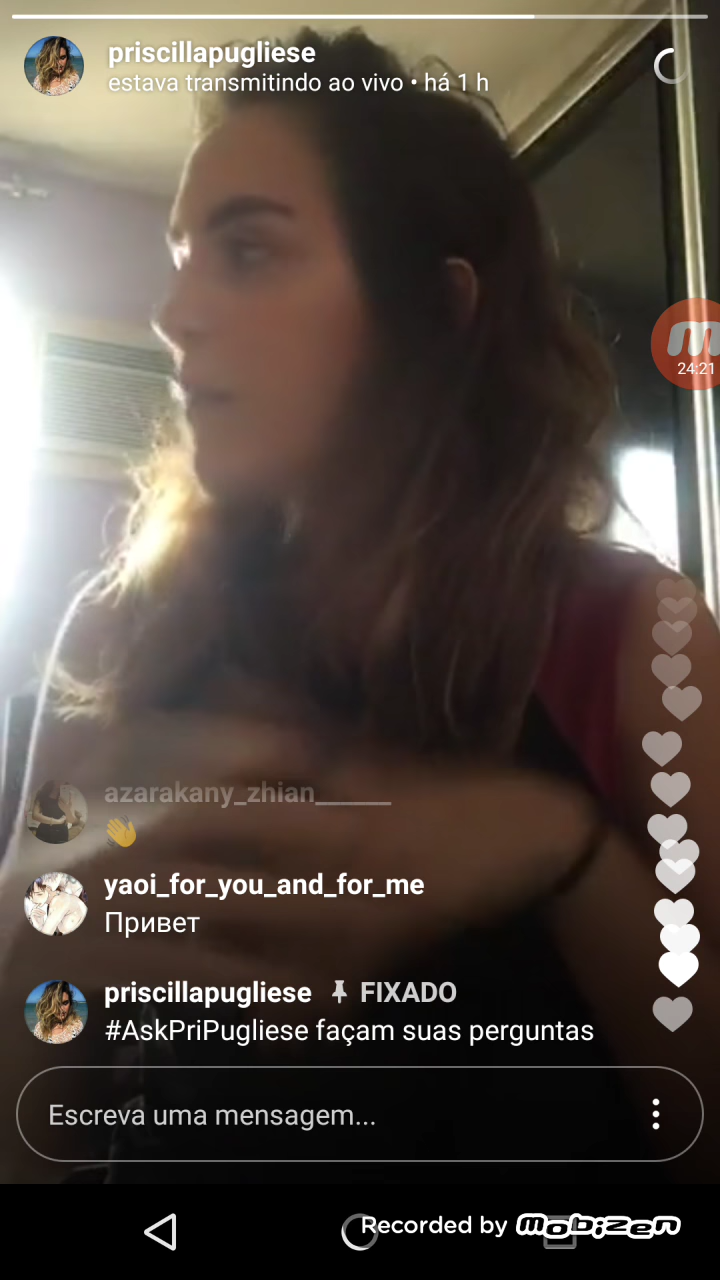 priscillapugliese
estava transmitindo ao vivo • há 1 h
24:21
azarakany_zhian______
👋
yaoi_for_you_and_for_me
Привет
priscillapugliese FIXADO
#AskPriPugliese façam suas perguntas
Escreva uma mensagem...
Recorded by mobizen